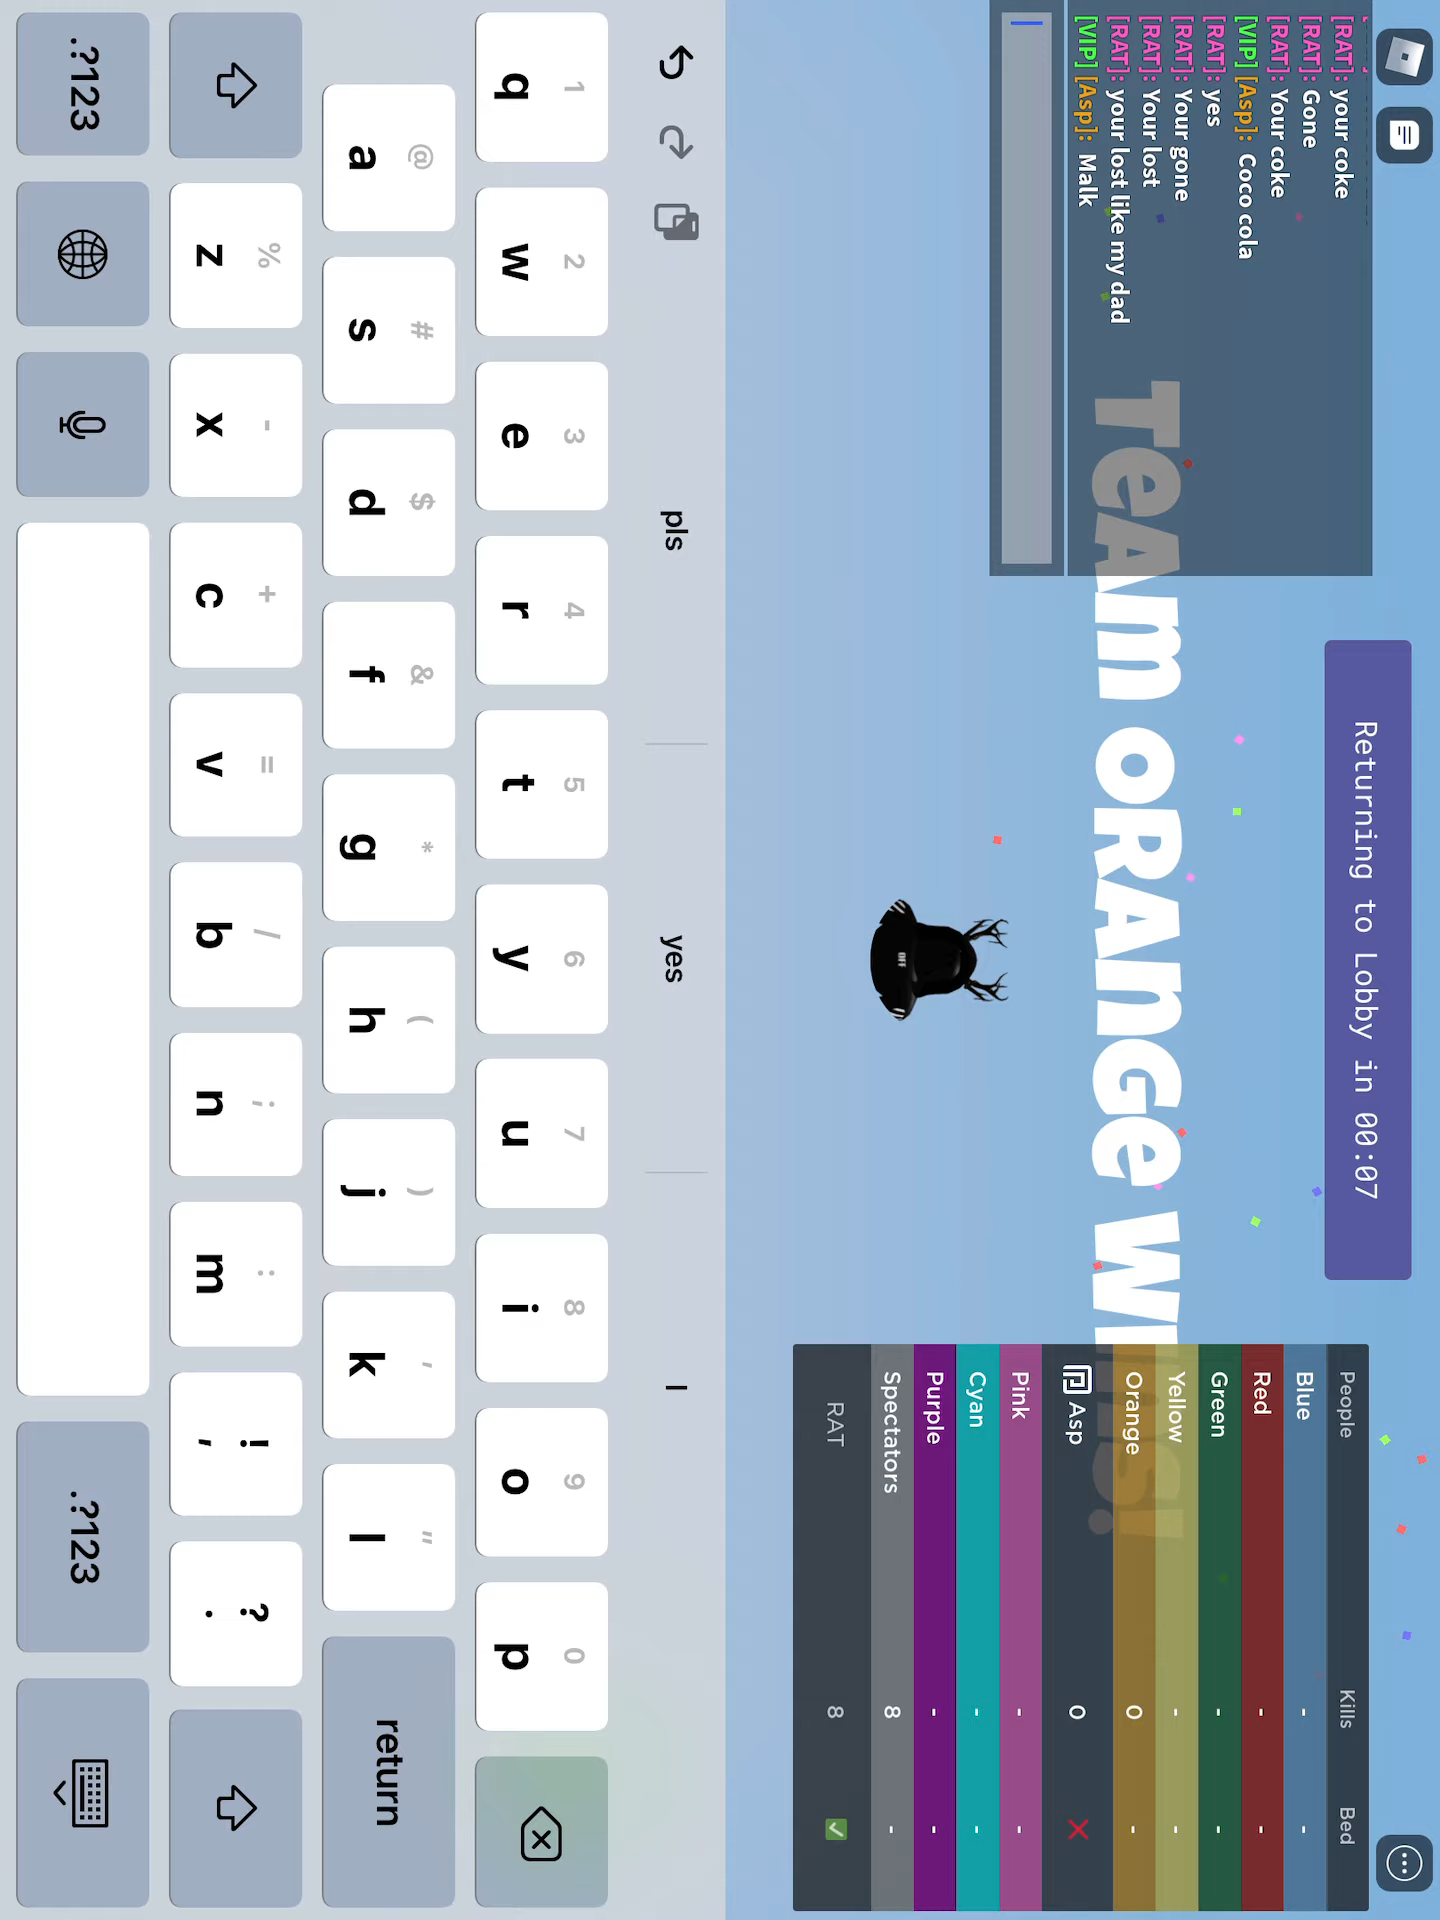 [RAT]: your coke
[RAT]: Gone
[RAT]: Your coke
[VIP] [Asp]: Coco cola
[RAT]: yes
[RAT]: Your gone
[RAT]: Your lost
[RAT]: your lost like my dad
[VIP] [Asp]: Malk
Returning to Lobby in 00:07
TeAm oRAnGe WINS!
OFF
People Kills Bed
Blue - -
Red - -
Green - -
Yellow - -
Orange 0 -
Asp 0 ❌
Pink - -
Cyan - -
Purple - -
Spectators 8 -
RAT 8 ✅
pls yes I
1 2 3 4 5 6 7 8 9 0
q w e r t y u i o p
@ # $ & * ( ) ' "
a s d f g h j k l return
% - + = / ; : ! ?
z x c v b n m , .
.?123 .?123